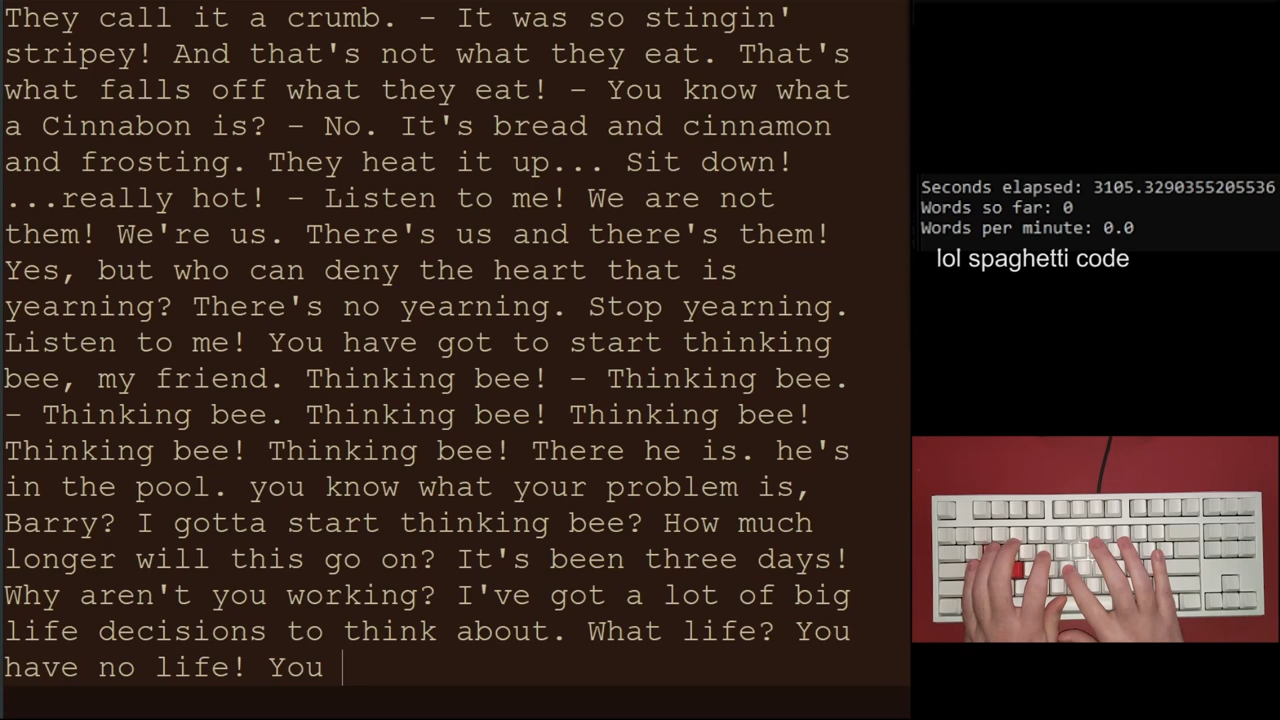 They call it a crumb. - It was so stingin'
stripey! And that's not what they eat. That's
what falls off what they eat! - You know what
a Cinnabon is? - No. It's bread and cinnamon
and frosting. They heat it up... Sit down!
...really hot! - Listen to me! We are not
them! We're us. There's us and there's them!
Yes, but who can deny the heart that is
yearning? There's no yearning. Stop yearning.
Listen to me! You have got to start thinking
bee, my friend. Thinking bee! - Thinking bee.
- Thinking bee. Thinking bee! Thinking bee!
Thinking bee! Thinking bee! There he is. he's
in the pool. you know what your problem is,
Barry? I gotta start thinking bee? How much
longer will this go on? It's been three days!
Why aren't you working? I've got a lot of big
life decisions to think about. What life? You
have no life! You
Seconds elapsed: 3105.3290355205536
Words so far: 0
Words per minute: 0.0
lol spaghetti code